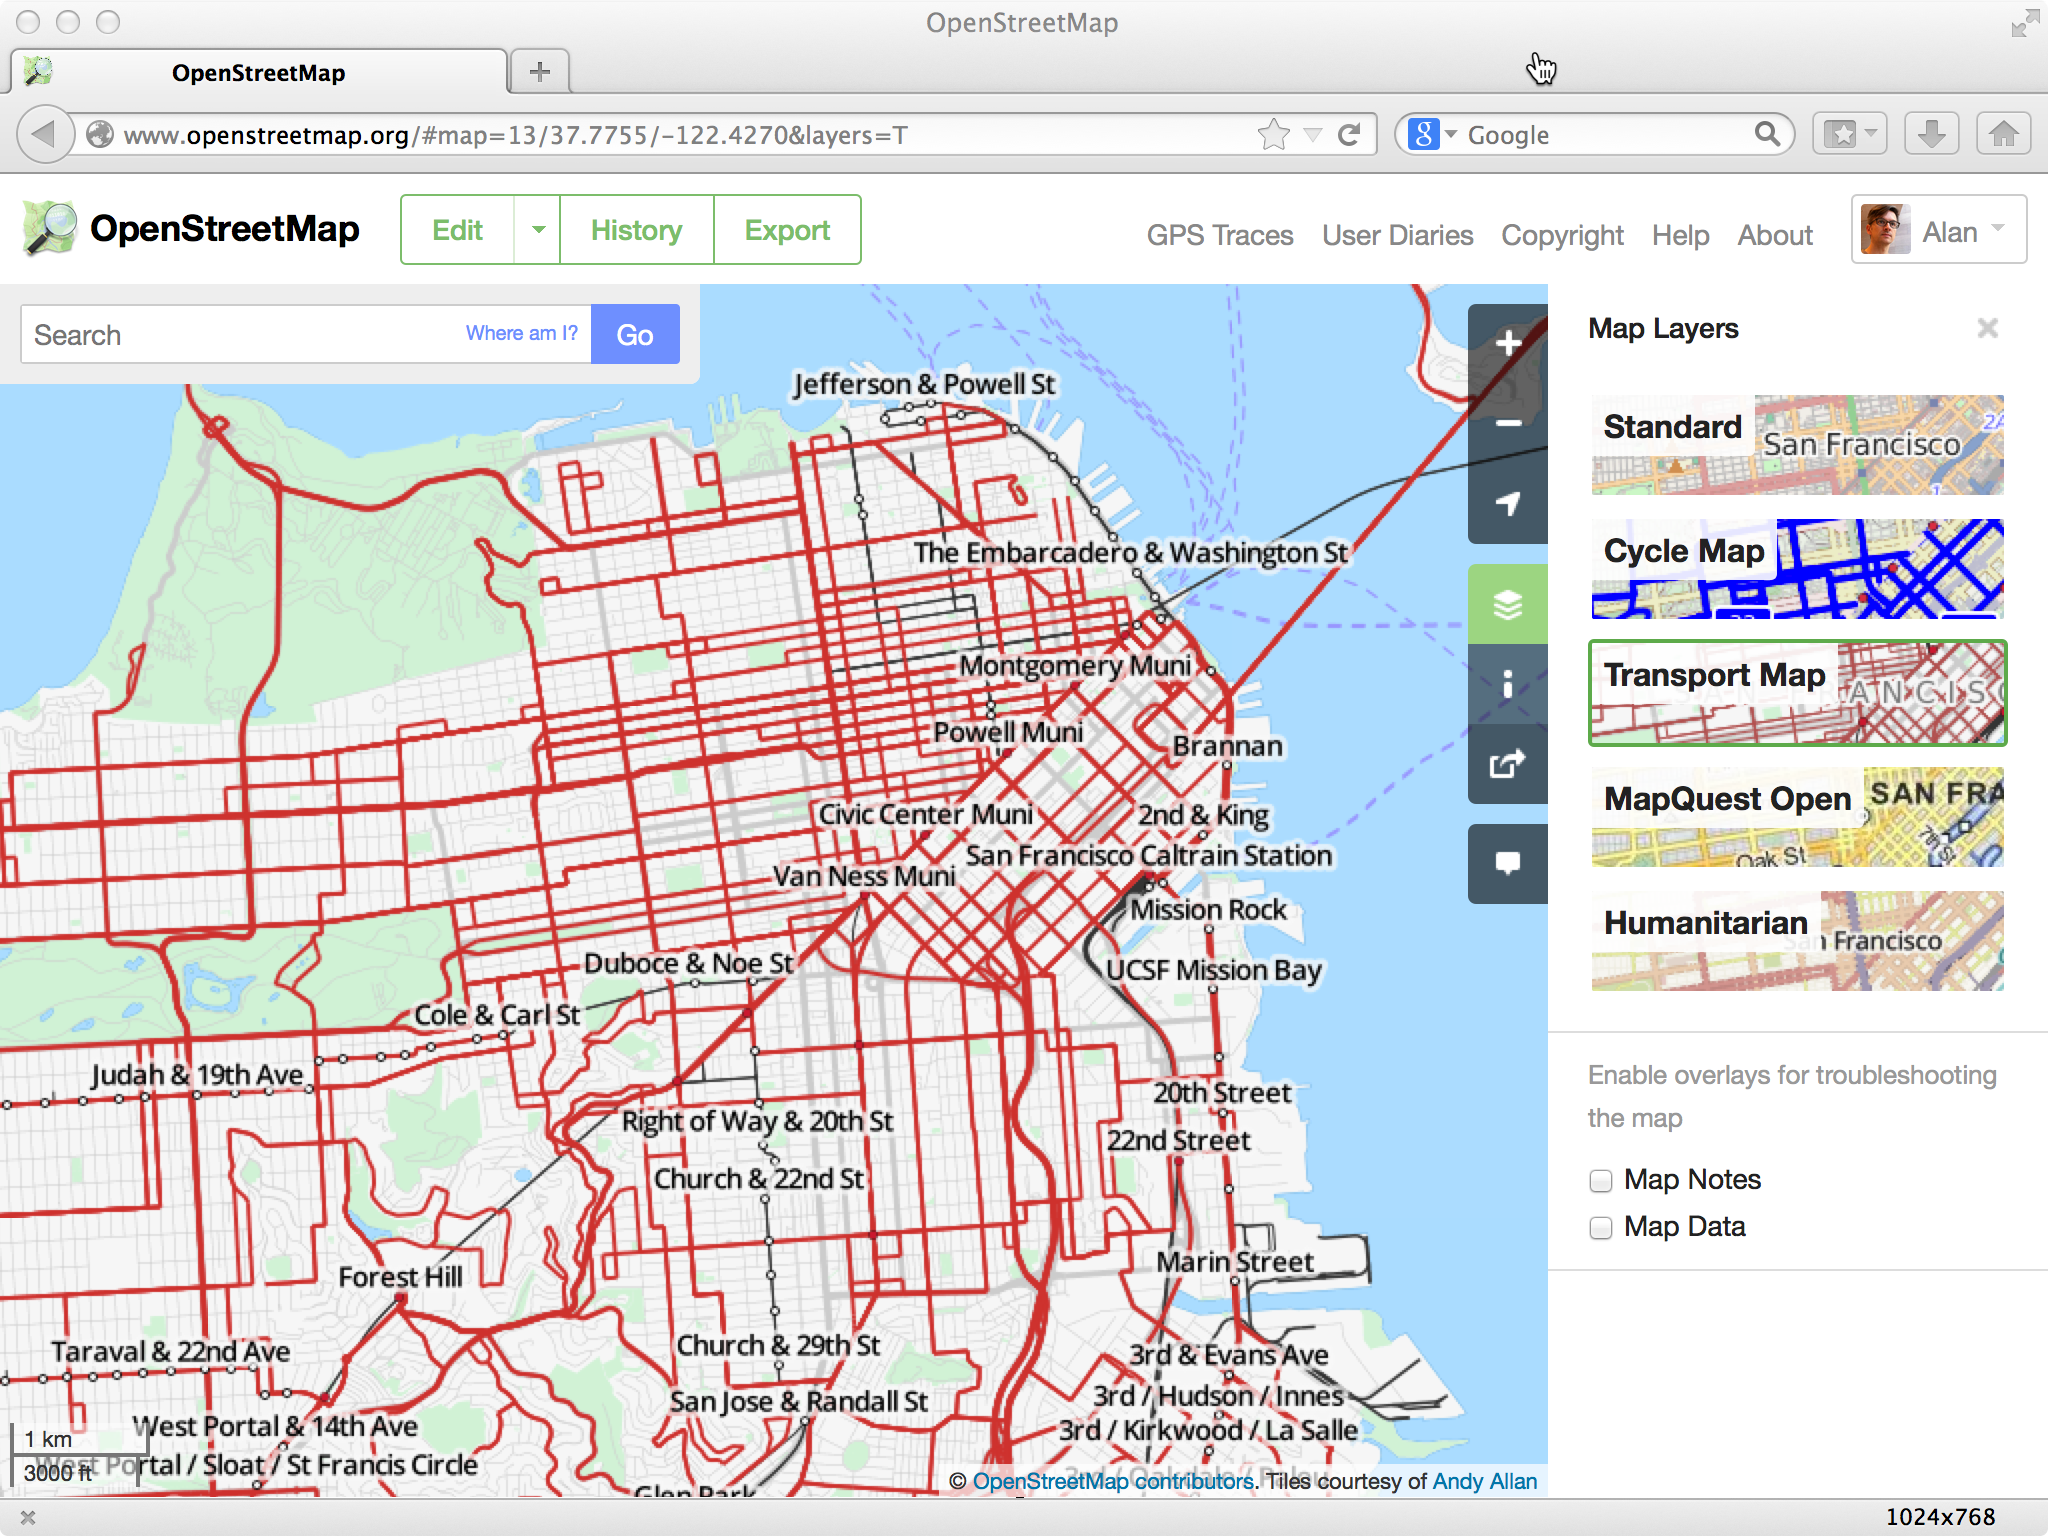 OpenStreetMap
OpenStreetMap
www.openstreetmap.org/#map=13/37.7755/-122.4270&layers=T
Google
OpenStreetMap
Edit
History
Export
GPS Traces
User Diaries
Copyright
Help
About
Alan
Search
Where am I?
Go
Jefferson & Powell St
The Embarcadero & Washington St
Montgomery Muni
Powell Muni
Brannan
Civic Center Muni
2nd & King
San Francisco Caltrain Station
Van Ness Muni
Mission Rock
Duboce & Noe St
UCSF Mission Bay
Cole & Carl St
Judah & 19th Ave
20th Street
Right of Way & 20th St
22nd Street
Church & 22nd St
Marin Street
Forest Hill
Church & 29th St
Taraval & 22nd Ave
3rd & Evans Ave
San Jose & Randall St
3rd / Hudson / Innes
West Portal & 14th Ave
3rd / Kirkwood / La Salle
1 km
West Portal / Sloat / St Francis Circle
3000 ft
Glen Park
© OpenStreetMap contributors. Tiles courtesy of Andy Allan
Map Layers
Standard
San Francisco
Cycle Map
Transport Map
MapQuest Open
SAN FRA
7th St
Oak St
Humanitarian
San Francisco
Enable overlays for troubleshooting
the map
Map Notes
Map Data
1024x768